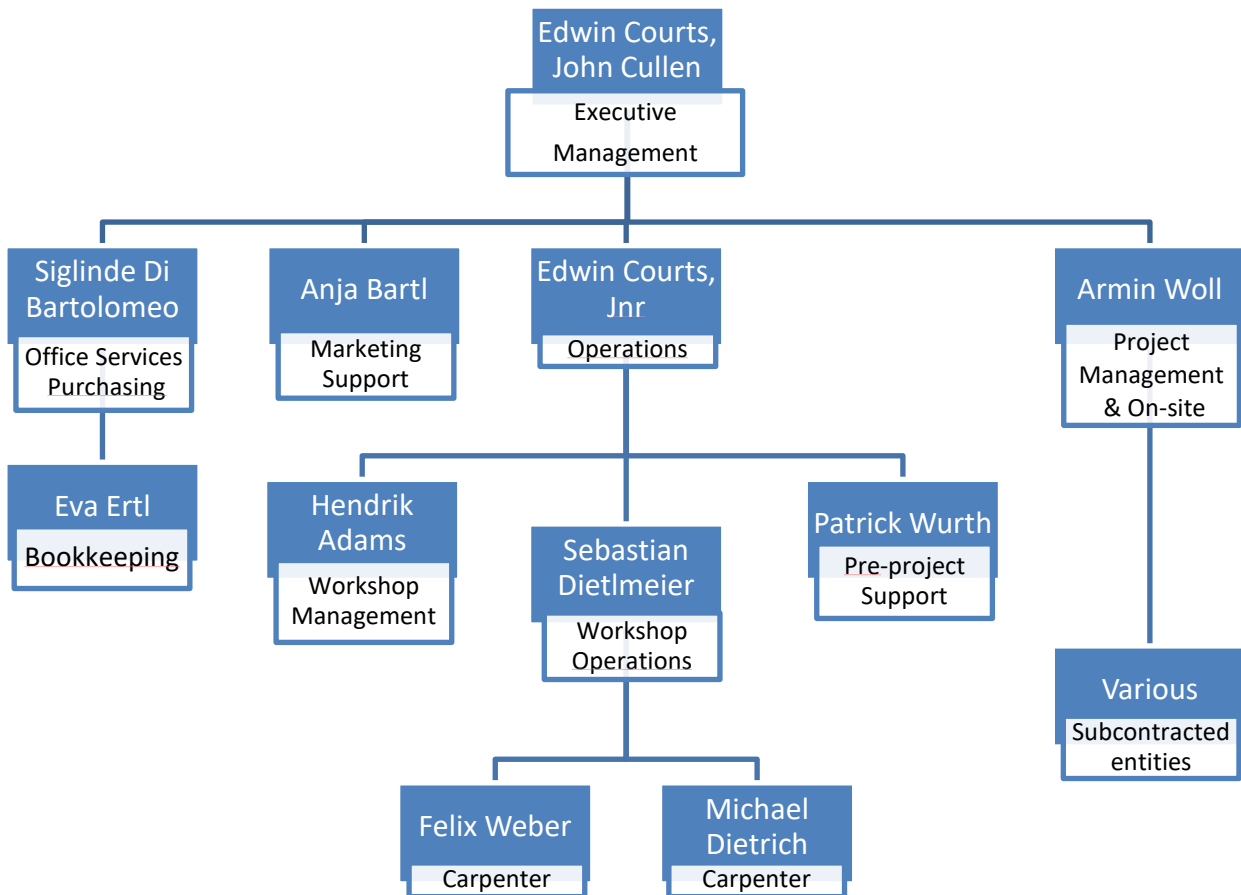 Edwin Courts,
John Cullen
Executive
Management
Siglinde Di
Bartolomeo
Office Services
Purchasing
Anja Bartl
Marketing
Support
Edwin Courts,
Jnr
Operations
Armin Woll
Project
Management
& On-site
Eva Ertl
Bookkeeping
Hendrik
Adams
Workshop
Management
Sebastian
Dietlmeier
Workshop
Operations
Patrick Wurth
Pre-project
Support
Various
Subcontracted
entities
Felix Weber
Carpenter
Michael
Dietrich
Carpenter